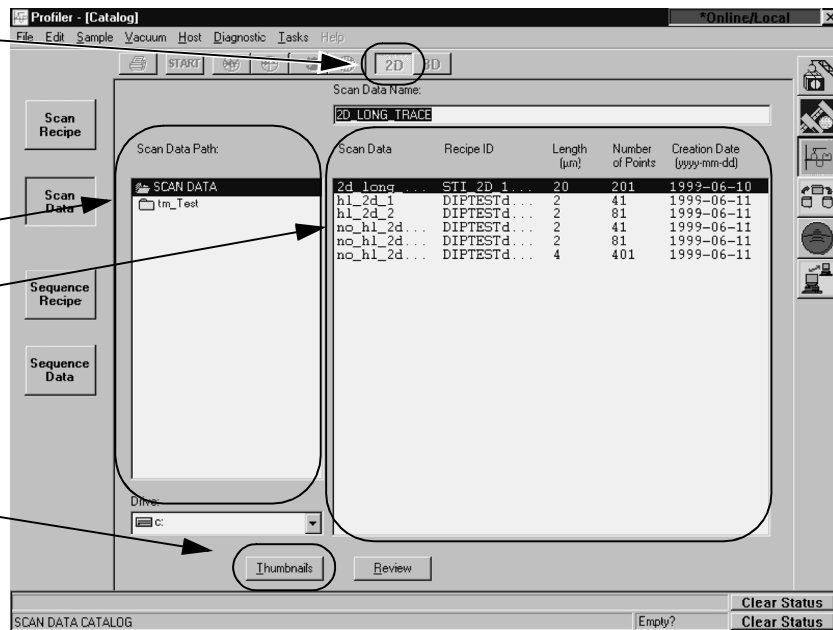 Profiler - [Catalog]
*Online/Local
File Edit Sample Vacuum Host Diagnostic Tasks Help
START 2D 3D
Scan Data Name:
2D_LONG_TRACE
Scan Recipe
Scan Data
Sequence Recipe
Sequence Data
Scan Data Path:
SCAN DATA
tm_Test
Scan Data Recipe ID Length (µm) Number of Points Creation Date (yyyy-mm-dd)
2d_long_... STI_2D_1... 20 201 1999-06-10
hl_2d_1 DIPTESTd... 2 41 1999-06-11
hl_2d_2 DIPTESTd... 2 81 1999-06-11
no_hl_2d... DIPTESTd... 2 41 1999-06-11
no_hl_2d... DIPTESTd... 2 81 1999-06-11
no_hl_2d... DIPTESTd... 4 401 1999-06-11
Drive:
c:
Thumbnails Review
Clear Status
SCAN DATA CATALOG Empty? Clear Status